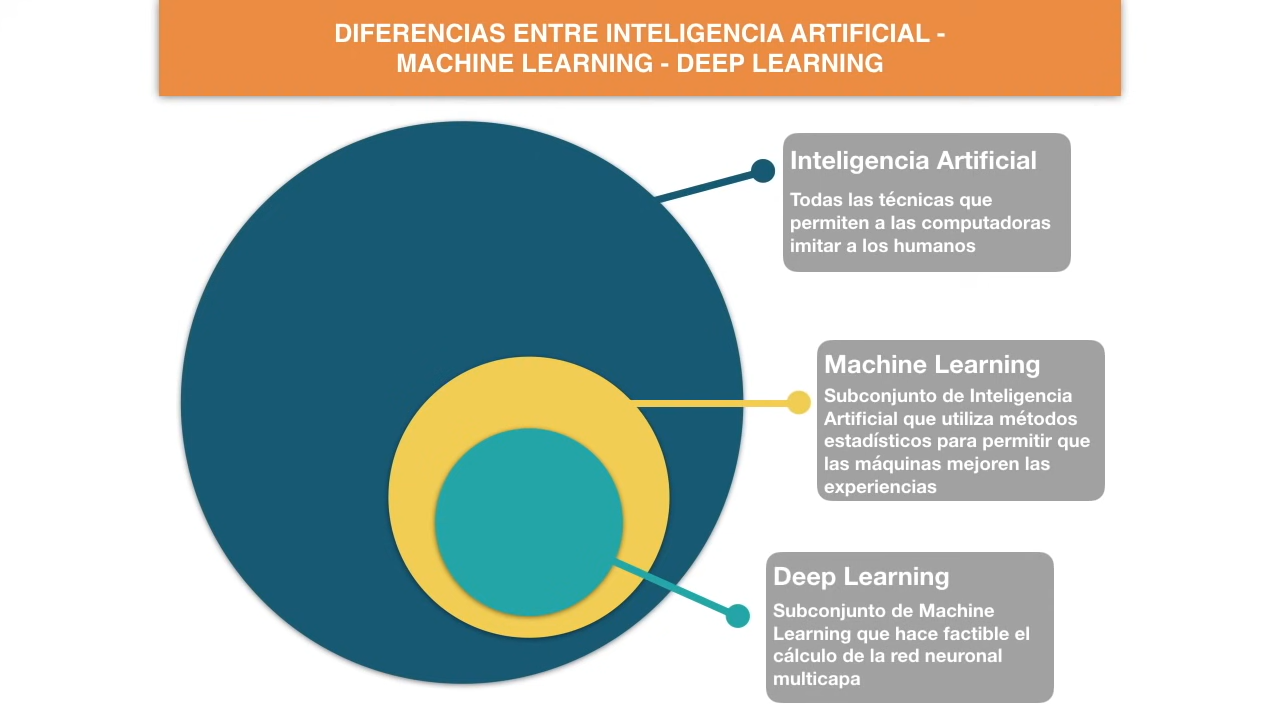 DIFERENCIAS ENTRE INTELIGENCIA ARTIFICIAL -
MACHINE LEARNING - DEEP LEARNING
Inteligencia Artificial
Todas las técnicas que
permiten a las computadoras
imitar a los humanos
Machine Learning
Subconjunto de Inteligencia
Artificial que utiliza métodos
estadísticos para permitir que
las máquinas mejoren las
experiencias
Deep Learning
Subconjunto de Machine
Learning que hace factible el
cálculo de la red neuronal
multicapa